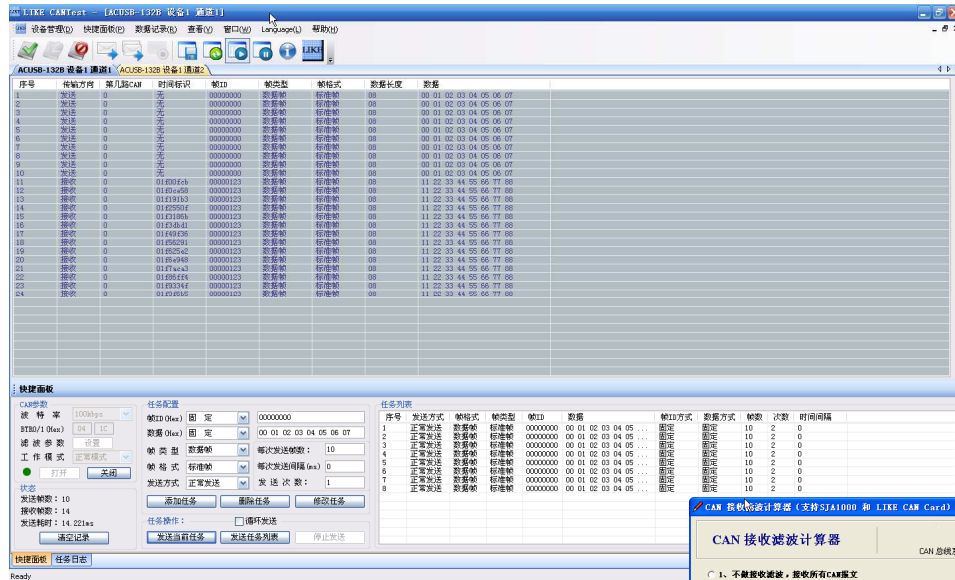 LIKE CANTest - [ACUSB-132B 设备1 通道1]
设备管理(D) 快捷面板(P) 数据记录(R) 查看(V) 窗口(W) Language(L) 帮助(H)
LIKE
ACUSB-132B 设备1 通道1 ACUSB-132B 设备1 通道2
序号 传输方向 第几路CAN 时间标识 帧ID 帧类型 帧格式 数据长度 数据
1 发送 0 无 00000000 数据帧 标准帧 08 00 01 02 03 04 05 06 07
2 发送 0 无 00000000 数据帧 标准帧 08 00 01 02 03 04 05 06 07
3 发送 0 无 00000000 数据帧 标准帧 08 00 01 02 03 04 05 06 07
4 发送 0 无 00000000 数据帧 标准帧 08 00 01 02 03 04 05 06 07
5 发送 0 无 00000000 数据帧 标准帧 08 00 01 02 03 04 05 06 07
6 发送 0 无 00000000 数据帧 标准帧 08 00 01 02 03 04 05 06 07
7 发送 0 无 00000000 数据帧 标准帧 08 00 01 02 03 04 05 06 07
8 发送 0 无 00000000 数据帧 标准帧 08 00 01 02 03 04 05 06 07
9 发送 0 无 00000000 数据帧 标准帧 08 00 01 02 03 04 05 06 07
10 发送 0 无 00000000 数据帧 标准帧 08 00 01 02 03 04 05 06 07
11 接收 0 01f00fcb 00000123 数据帧 标准帧 08 11 22 33 44 55 66 77 88
12 接收 0 01f0ce58 00000123 数据帧 标准帧 08 11 22 33 44 55 66 77 88
13 接收 0 01f191b3 00000123 数据帧 标准帧 08 11 22 33 44 55 66 77 88
14 接收 0 01f2550f 00000123 数据帧 标准帧 08 11 22 33 44 55 66 77 88
15 接收 0 01f3186b 00000123 数据帧 标准帧 08 11 22 33 44 55 66 77 88
16 接收 0 01f3dbd1 00000123 数据帧 标准帧 08 11 22 33 44 55 66 77 88
17 接收 0 01f49f36 00000123 数据帧 标准帧 08 11 22 33 44 55 66 77 88
18 接收 0 01f56291 00000123 数据帧 标准帧 08 11 22 33 44 55 66 77 88
19 接收 0 01f625e2 00000123 数据帧 标准帧 08 11 22 33 44 55 66 77 88
20 接收 0 01f6e948 00000123 数据帧 标准帧 08 11 22 33 44 55 66 77 88
21 接收 0 01f7aca3 00000123 数据帧 标准帧 08 11 22 33 44 55 66 77 88
22 接收 0 01f86ff4 00000123 数据帧 标准帧 08 11 22 33 44 55 66 77 88
23 接收 0 01f9334f 00000123 数据帧 标准帧 08 11 22 33 44 55 66 77 88
24 接收 0 01f9f6b5 00000123 数据帧 标准帧 08 11 22 33 44 55 66 77 88
快捷面板
CAN参数
波 特 率 100kbps
BTR0/1(Hex) 04 1C
滤 波 参 数 设置
工 作 模 式 正常模式
打开 关闭
状态
发送帧数：10
接收帧数：14
发送耗时：14.221ms
清空记录
任务配置
帧ID(Hex) 固 定 00000000
数据(Hex) 固 定 00 01 02 03 04 05 06 07
帧 类 型 数据帧 每次发送帧数： 10
帧 格 式 标准帧 每次发送间隔(ms) 0
发送方式 正常发送 发 送 次 数： 1
添加任务 删除任务 修改任务
任务操作： 循环发送
发送当前任务 发送任务列表 停止发送
任务列表
序号 发送方式 帧格式 帧类型 帧ID 数据 帧ID方式 数据方式 帧数 次数 时间间隔
1 正常发送 数据帧 标准帧 00000000 00 01 02 03 04 05 ... 固定 固定 10 2 0
2 正常发送 数据帧 标准帧 00000000 00 01 02 03 04 05 ... 固定 固定 10 2 0
3 正常发送 数据帧 标准帧 00000000 00 01 02 03 04 05 ... 固定 固定 10 2 0
4 正常发送 数据帧 标准帧 00000000 00 01 02 03 04 05 ... 固定 固定 10 2 0
5 正常发送 数据帧 标准帧 00000000 00 01 02 03 04 05 ... 固定 固定 10 2 0
6 正常发送 数据帧 标准帧 00000000 00 01 02 03 04 05 ... 固定 固定 10 2 0
7 正常发送 数据帧 标准帧 00000000 00 01 02 03 04 05 ... 固定 固定 10 2 0
8 正常发送 数据帧 标准帧 00000000 00 01 02 03 04 05 ... 固定 固定 10 2 0
CAN 接收滤波计算器（支持SJA1000 和 LIKE CAN Card）
CAN 接收滤波计算器
CAN 总线
1、不做接收滤波，接收所有CAN报文
快捷面板 任务日志
Ready